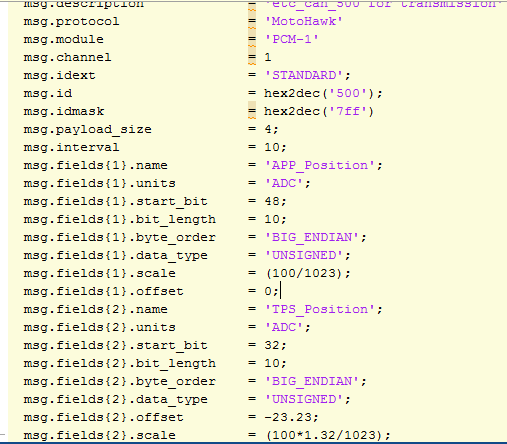 msg.description = 'etc_can_500 for transmission'
msg.protocol = 'MotoHawk'
msg.module = 'PCM-1'
msg.channel = 1
msg.idext = 'STANDARD';
msg.id = hex2dec('500');
msg.idmask = hex2dec('7ff')
msg.payload_size = 4;
msg.interval = 10;
msg.fields{1}.name = 'APP_Position';
msg.fields{1}.units = 'ADC';
msg.fields{1}.start_bit = 48;
msg.fields{1}.bit_length = 10;
msg.fields{1}.byte_order = 'BIG_ENDIAN';
msg.fields{1}.data_type = 'UNSIGNED';
msg.fields{1}.scale = (100/1023);
msg.fields{1}.offset = 0;
msg.fields{2}.name = 'TPS_Position';
msg.fields{2}.units = 'ADC';
msg.fields{2}.start_bit = 32;
msg.fields{2}.bit_length = 10;
msg.fields{2}.byte_order = 'BIG_ENDIAN';
msg.fields{2}.data_type = 'UNSIGNED';
msg.fields{2}.offset = -23.23;
msg.fields{2}.scale = (100*1.32/1023);